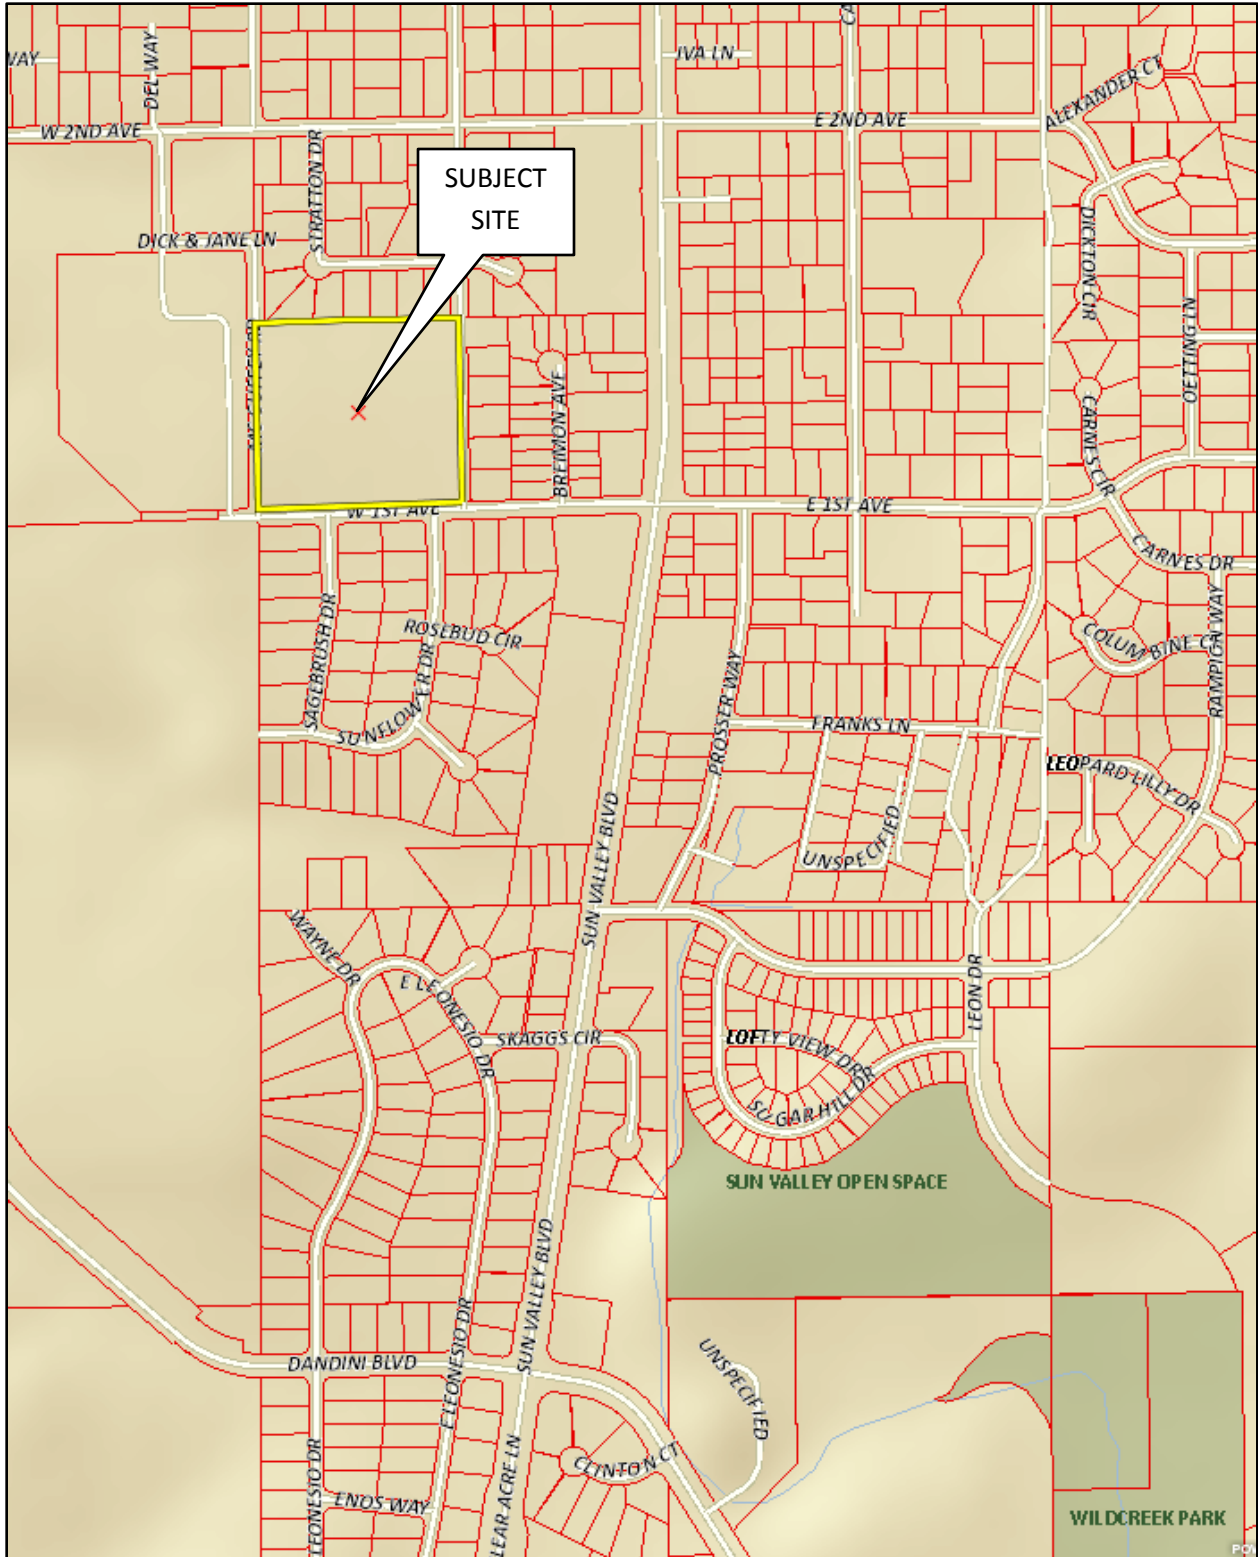 WAY
DEL WAY
IVA LN
CA
ALEXANDER CT
W 2ND AVE
E 2ND AVE
STRATTON DR
SUBJECT
SITE
DICK & JANE LN
DICKTON CIR
OELTING LN
BREIMON AVE
CARNES CIR
W 1ST AVE
E 1ST AVE
CARNES DR
SAGEBRUSH DR
ROSEBUD CIR
COLUMBINE C
RAMPION WAY
SUNFLOWER DR
PROSSER WAY
FRANKS LN
LEOPARD LILLY DR
SUN VALLEY BLVD
UNSPECIFIED
WAYNE DR
E LEONESIO DR
LEON DR
SKAGGS CIR
LOFTY VIEW DR
SUGAR HILL DR
SUN VALLEY OPEN SPACE
SUN VALLEY BLVD
DANDINI BLVD
E LEONESIO DR
UNSPECIFIED
CLINTON CT
LEONESIO DR
ENOS WAY
LEAR ACRE LN
WILDCREEK PARK